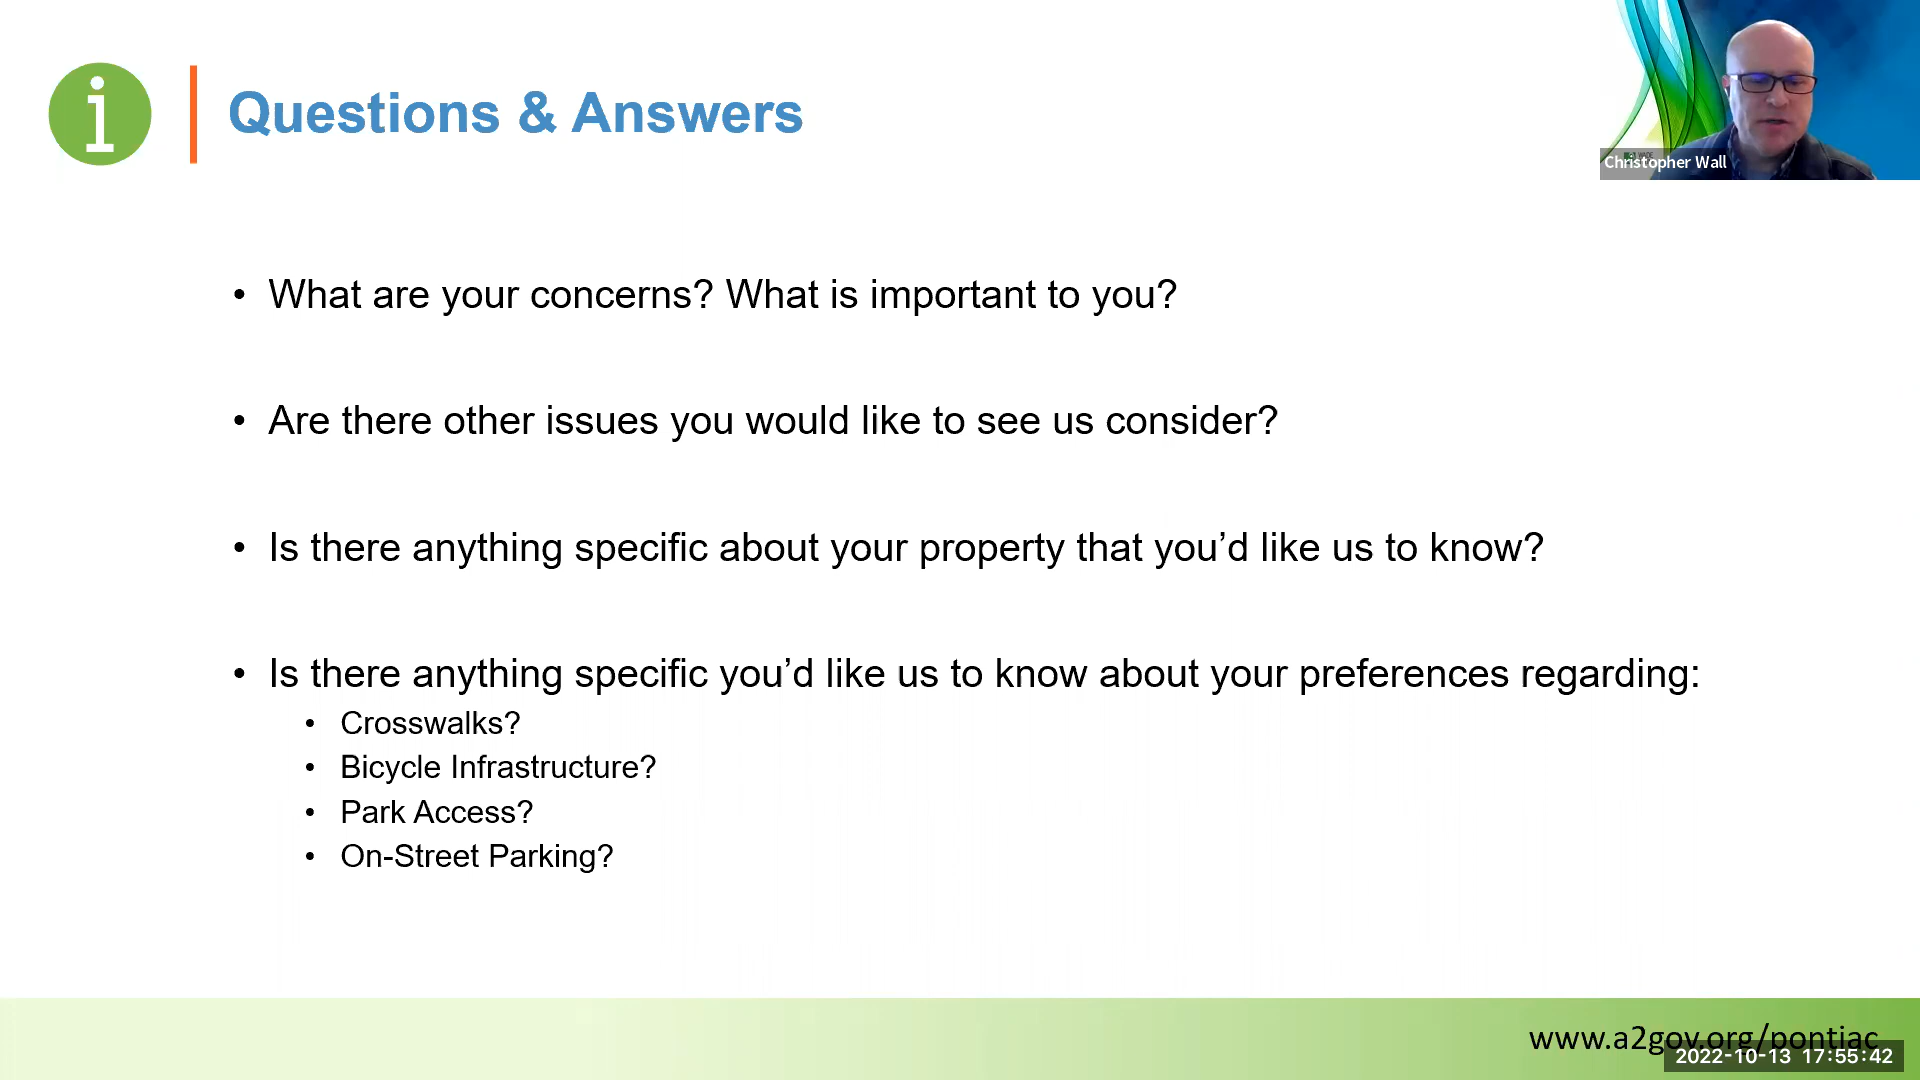 Questions & Answers
Christopher Wall
• What are your concerns? What is important to you?
• Are there other issues you would like to see us consider?
• Is there anything specific about your property that you’d like us to know?
• Is there anything specific you’d like us to know about your preferences regarding:
• Crosswalks?
• Bicycle Infrastructure?
• Park Access?
• On-Street Parking?
www.a2gov.org/pontiac
2022-10-13 17:55:42